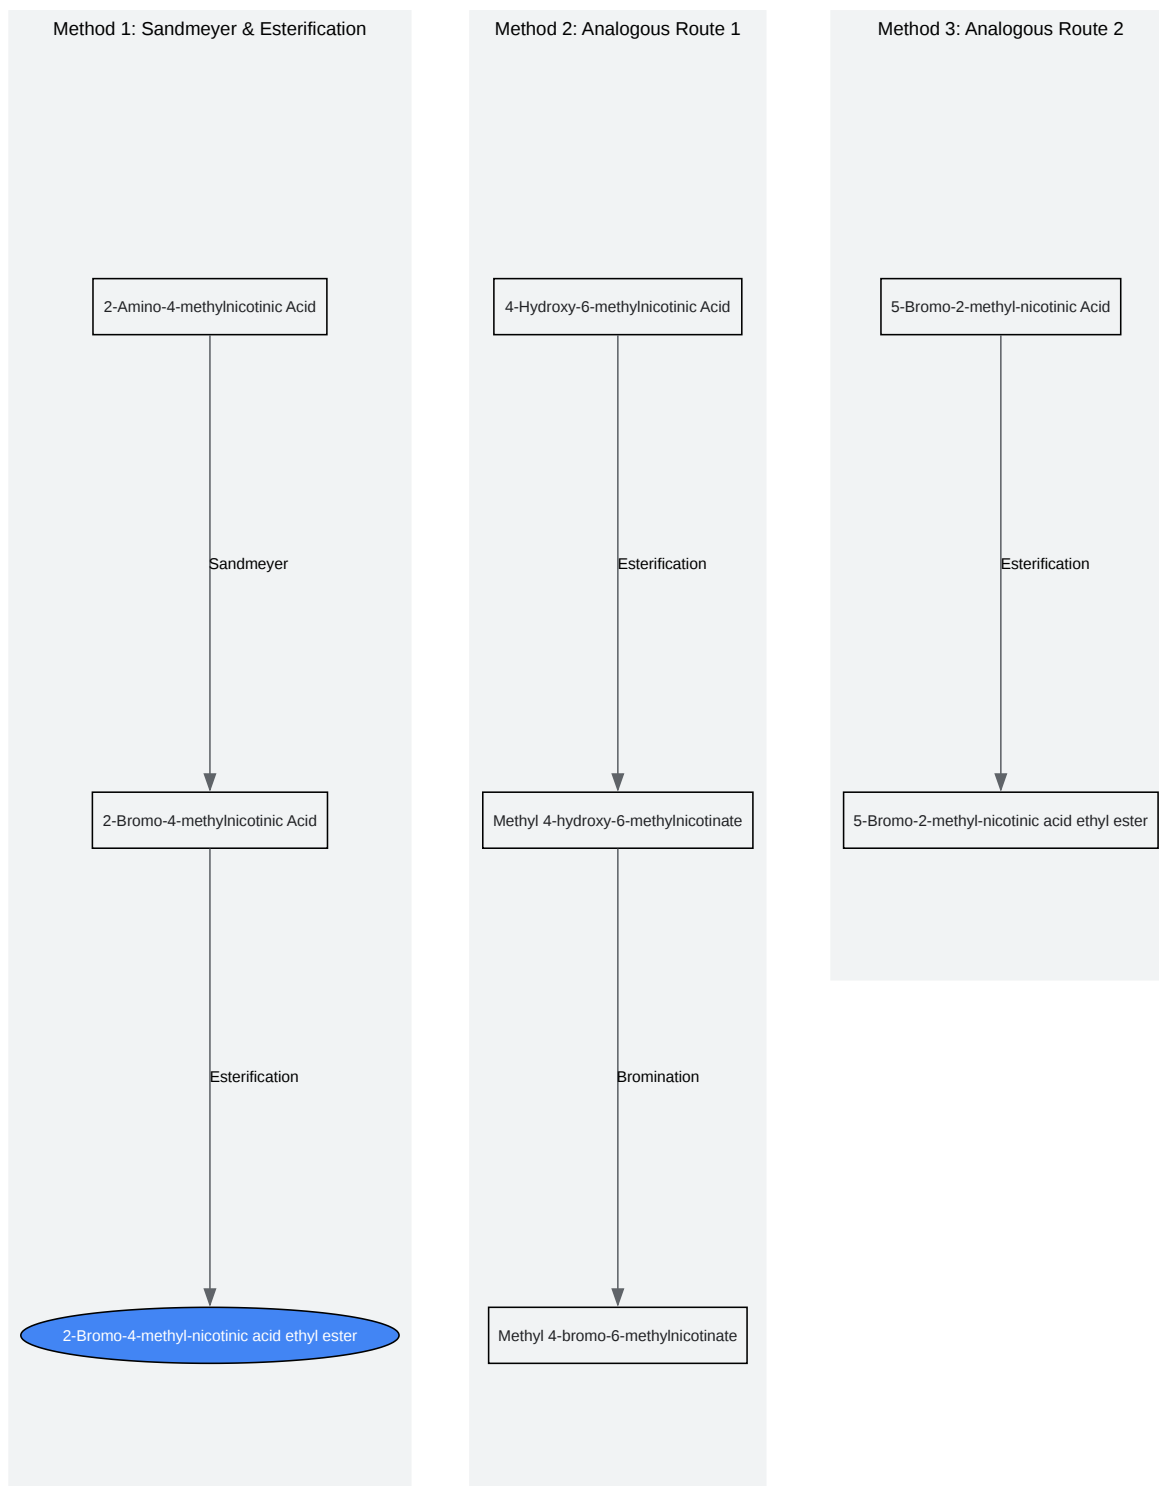 Method 1: Sandmeyer & Esterification
2-Amino-4-methylnicotinic Acid
Sandmeyer
2-Bromo-4-methylnicotinic Acid
Esterification
2-Bromo-4-methyl-nicotinic acid ethyl ester
Method 2: Analogous Route 1
4-Hydroxy-6-methylnicotinic Acid
Esterification
Methyl 4-hydroxy-6-methylnicotinate
Bromination
Methyl 4-bromo-6-methylnicotinate
Method 3: Analogous Route 2
5-Bromo-2-methyl-nicotinic Acid
Esterification
5-Bromo-2-methyl-nicotinic acid ethyl ester